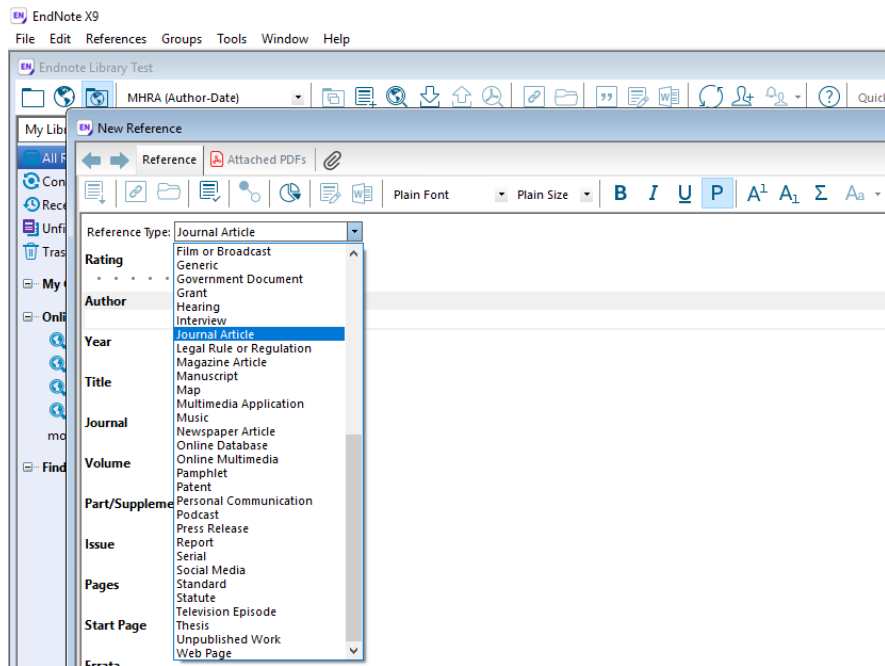 EndNote X9
File Edit References Groups Tools Window Help
Endnote Library Test
MHRA (Author-Date)
Quick
My Libr
New Reference
All R
Reference Attached PDFs
Con
Rece
Plain Font Plain Size B I U P A1 A1 Σ Aa
Unfi
Tras
Reference Type: Journal Article
Film or Broadcast
Rating
Generic
Government Document
My
Grant
Author
Hearing
Onli
Interview
Journal Article
Year
Legal Rule or Regulation
Magazine Article
Manuscript
Title
Map
Multimedia Application
Journal
Music
mo
Newspaper Article
Online Database
Volume
Online Multimedia
Find
Pamphlet
Patent
Part/Suppleme
Personal Communication
Podcast
Press Release
Issue
Report
Serial
Social Media
Pages
Standard
Statute
Television Episode
Start Page
Thesis
Unpublished Work
Web Page
Errata